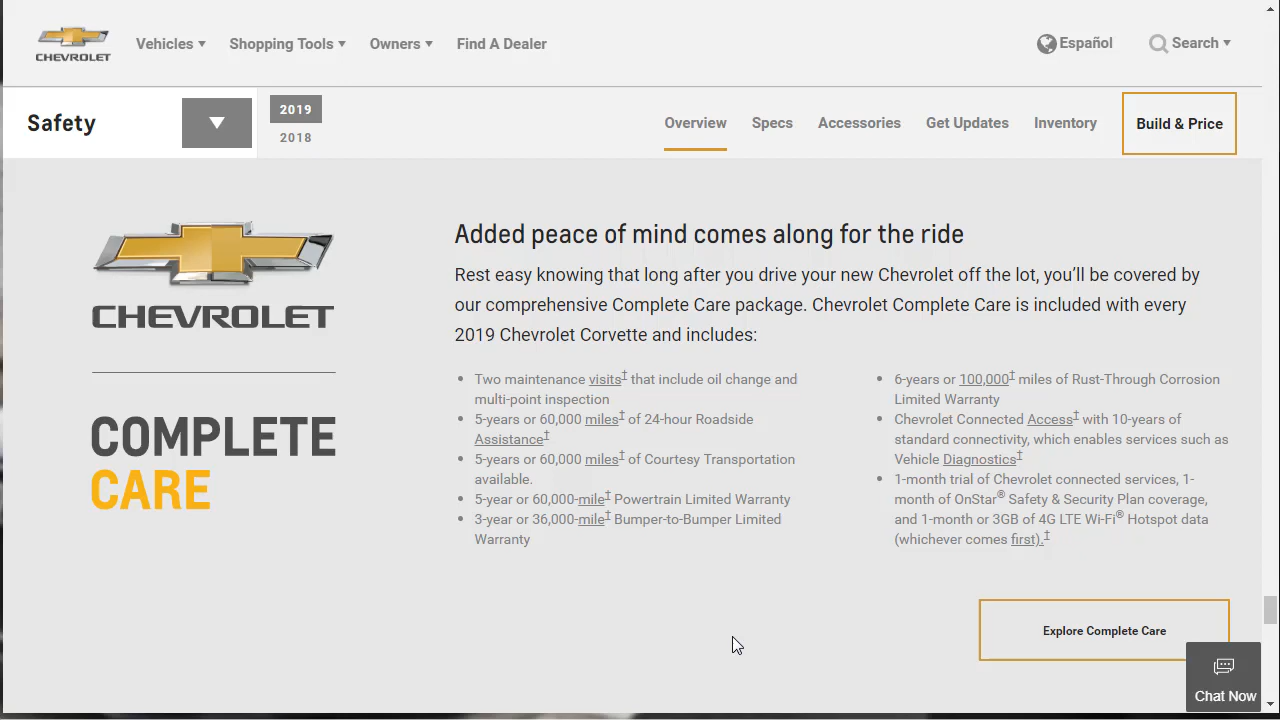 CHEVROLET
Vehicles
Shopping Tools
Owners
Find A Dealer
Español
Search
Safety
2019
2018
Overview
Specs
Accessories
Get Updates
Inventory
Build & Price
CHEVROLET
COMPLETE
CARE
Added peace of mind comes along for the ride
Rest easy knowing that long after you drive your new Chevrolet off the lot, you’ll be covered by
our comprehensive Complete Care package. Chevrolet Complete Care is included with every
2019 Chevrolet Corvette and includes:
• Two maintenance visits† that include oil change and
multi-point inspection
• 5-years or 60,000 miles† of 24-hour Roadside
Assistance†
• 5-years or 60,000 miles† of Courtesy Transportation
available.
• 5-year or 60,000-mile† Powertrain Limited Warranty
• 3-year or 36,000-mile† Bumper-to-Bumper Limited
Warranty
• 6-years or 100,000† miles of Rust-Through Corrosion
Limited Warranty
• Chevrolet Connected Access† with 10-years of
standard connectivity, which enables services such as
Vehicle Diagnostics†
• 1-month trial of Chevrolet connected services, 1-
month of OnStar® Safety & Security Plan coverage,
and 1-month or 3GB of 4G LTE Wi-Fi® Hotspot data
(whichever comes first).‡
Explore Complete Care
Chat Now